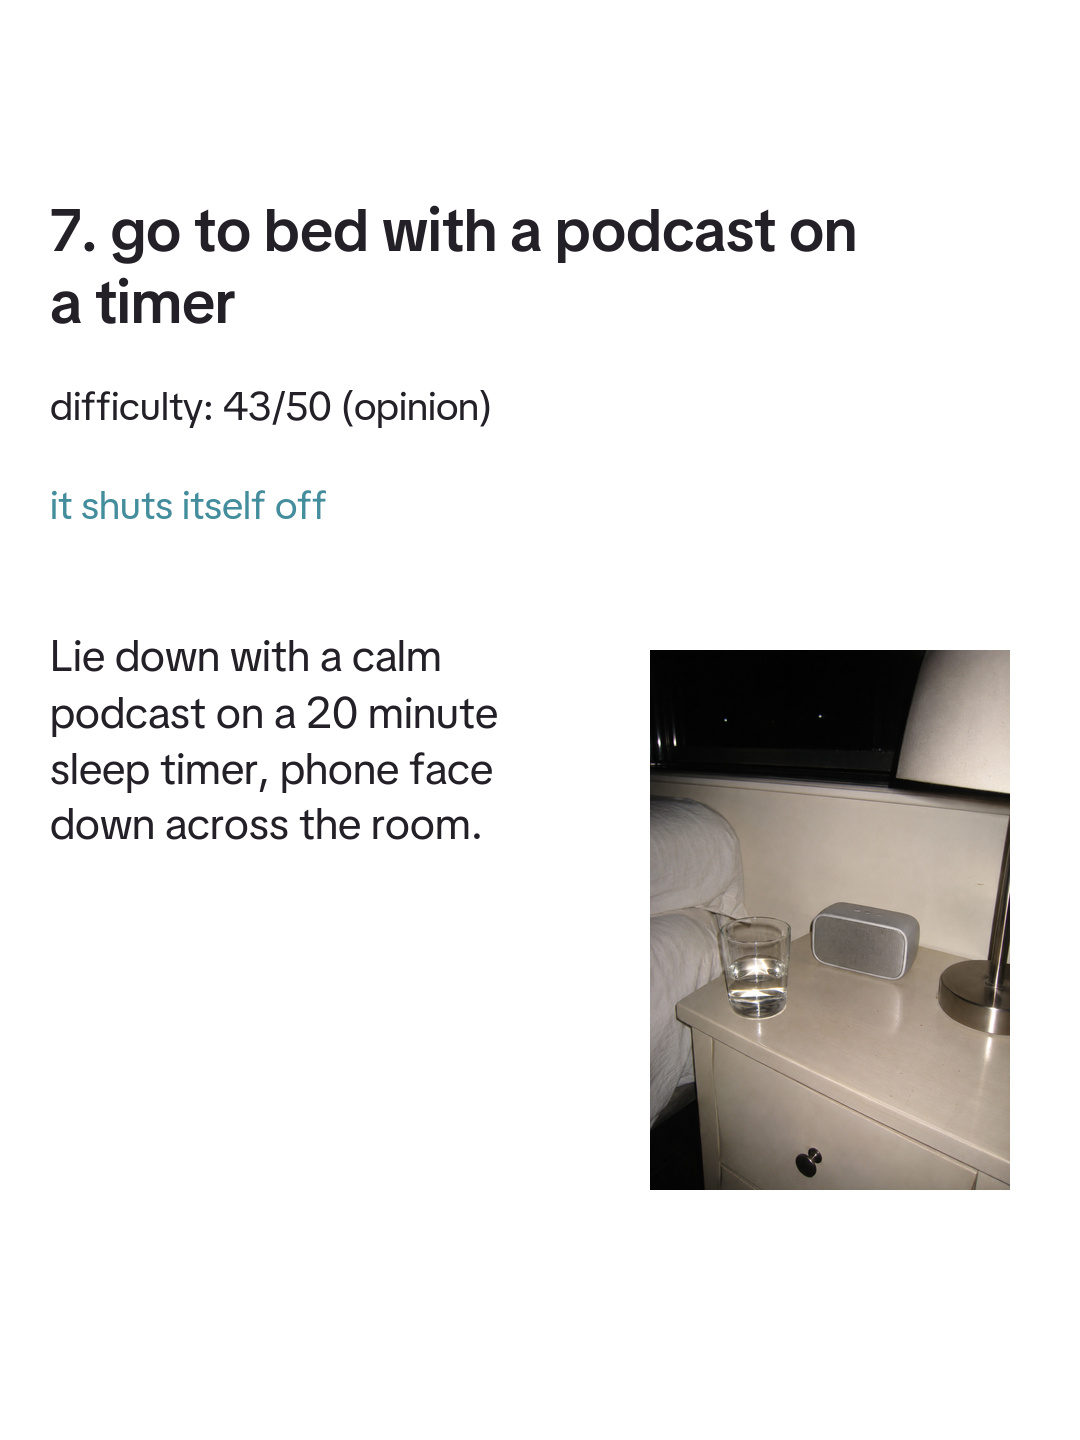 7. go to bed with a podcast on
a timer
difficulty: 43/50 (opinion)
it shuts itself off
Lie down with a calm
podcast on a 20 minute
sleep timer, phone face
down across the room.